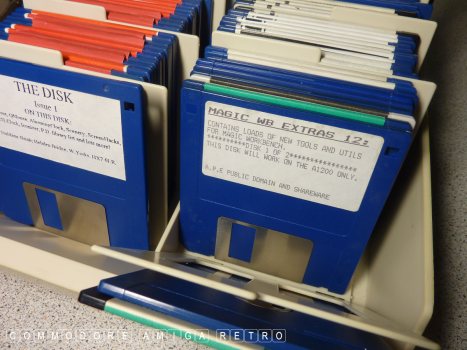 THE DISK
Issue 1
ON THIS DISK:
MAGIC WB EXTRAS 12:
CONTAINS LOADS OF NEW TOOLS AND UTILS
FOR MAGIC WORKBENCH.
**********DISK 1 OF 2****************
THIS DISK WILL WORK ON THE A1200 ONLY.
A.P.E PUBLIC DOMAIN AND SHAREWARE
COMMODORE AMIGA RETRO